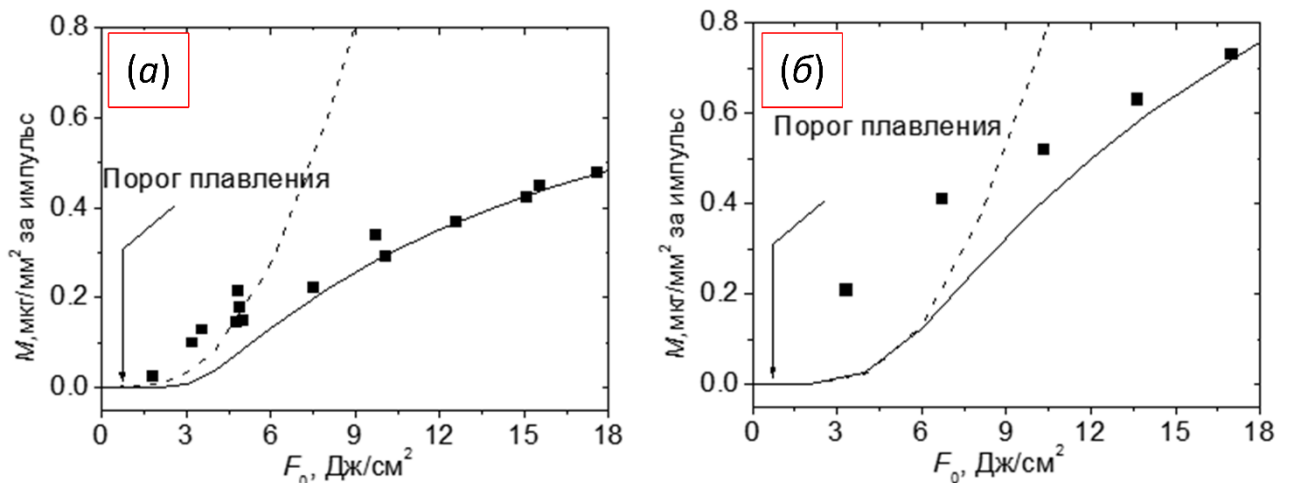 (а)
Порог плавления
M,мкг/мм² за импульс
0.8
0.6
0.4
0.2
0.0
0 3 6 9 12 15 18
F₀, Дж/см²
(б)
Порог плавления
M,мкг/мм² за импульс
0.8
0.6
0.4
0.2
0.0
0 3 6 9 12 15 18
F₀, Дж/см²